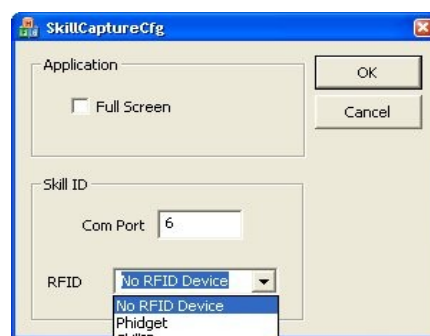 SkillCaptureCfg
Application
Full Screen
OK
Cancel
Skill ID
Com Port 6
RFID No RFID Device
No RFID Device
Phidget